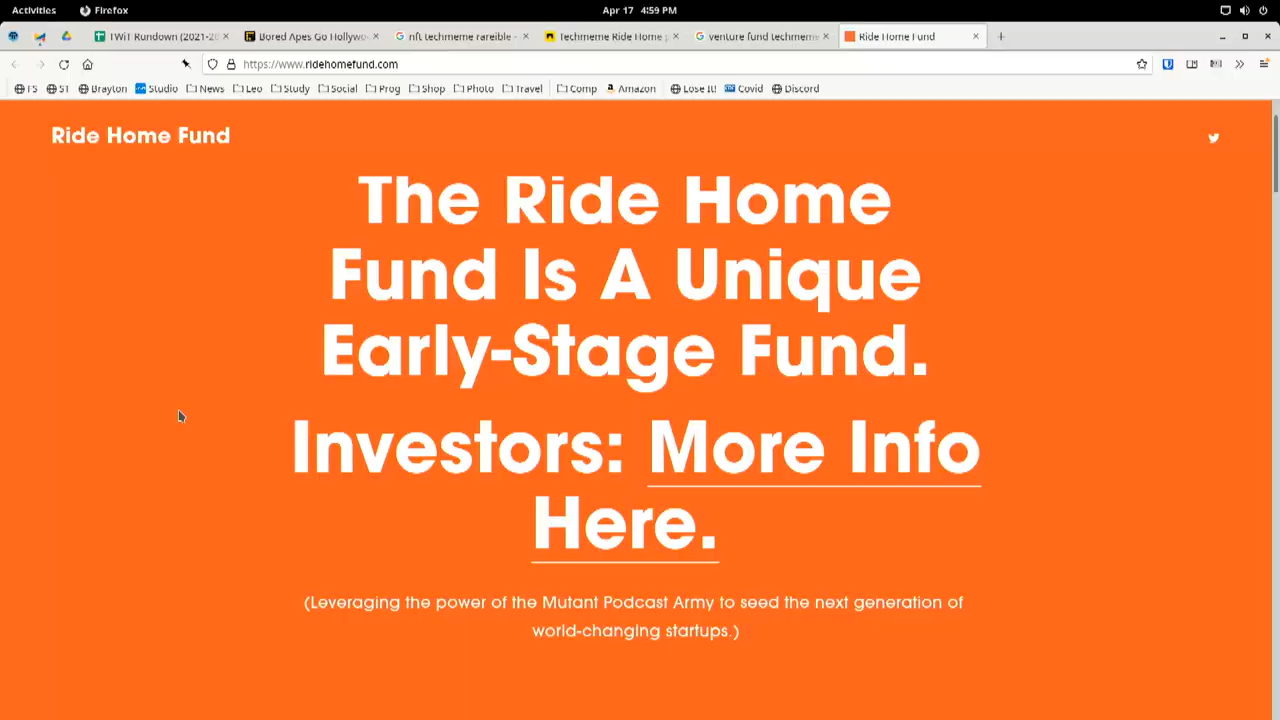 Activities
Firefox
Apr 17 4:59 PM
TWiT Rundown (2021-20
Bored Apes Go Hollywo
nft techmeme rareible -
Techmeme Ride Home p
venture fund techmem
Ride Home Fund
https://www.ridehomefund.com
FS
ST
Brayton
Studio
News
Leo
Study
Social
Prog
Shop
Photo
Travel
Comp
Amazon
Lose It!
Covid
Discord
Ride Home Fund
The Ride Home
Fund Is A Unique
Early-Stage Fund.
Investors: More Info
Here.
(Leveraging the power of the Mutant Podcast Army to seed the next generation of
world-changing startups.)